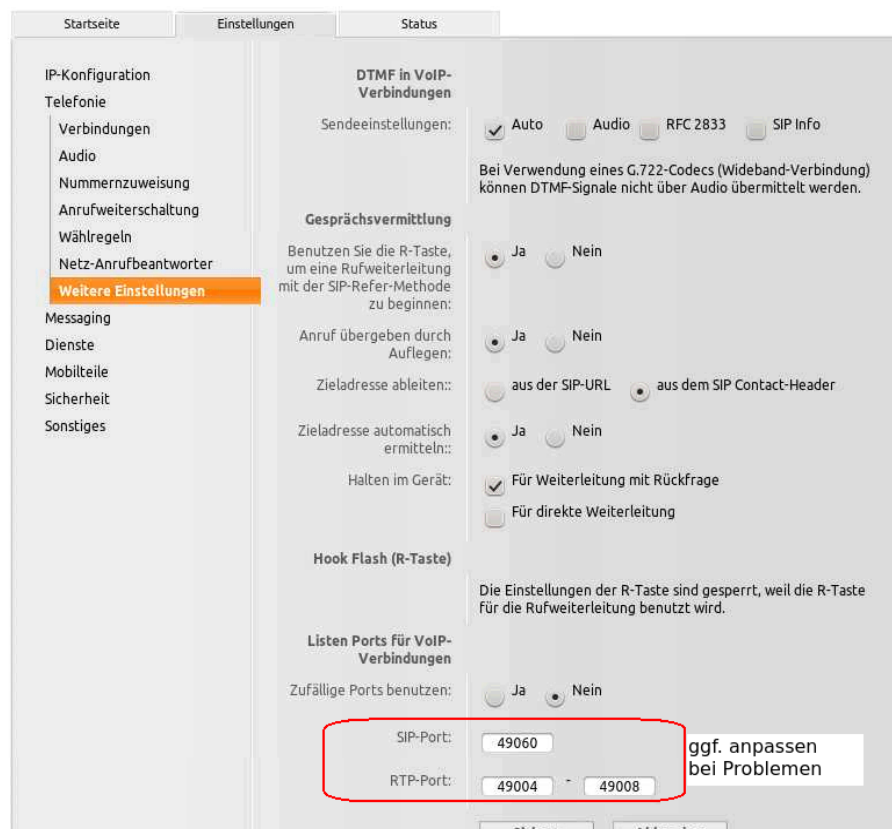 Startseite
Einstellungen
Status
IP-Konfiguration
Telefonie
Verbindungen
Audio
Nummernzuweisung
Anrufweiterschaltung
Wählregeln
Netz-Anrufbeantworter
Weitere Einstellungen
Messaging
Dienste
Mobilteile
Sicherheit
Sonstiges
DTMF in VoIP-
Verbindungen
Sendeeinstellungen:
Auto
Audio
RFC 2833
SIP Info
Bei Verwendung eines G.722-Codecs (Wideband-Verbindung)
können DTMF-Signale nicht über Audio übermittelt werden.
Gesprächsvermittlung
Benutzen Sie die R-Taste,
um eine Rufweiterleitung
mit der SIP-Refer-Methode
zu beginnen:
Ja
Nein
Anruf übergeben durch
Auflegen:
Ja
Nein
Zieladresse ableiten::
aus der SIP-URL
aus dem SIP Contact-Header
Zieladresse automatisch
ermitteln::
Ja
Nein
Halten im Gerät:
Für Weiterleitung mit Rückfrage
Für direkte Weiterleitung
Hook Flash (R-Taste)
Die Einstellungen der R-Taste sind gesperrt, weil die R-Taste
für die Rufweiterleitung benutzt wird.
Listen Ports für VoIP-
Verbindungen
Zufällige Ports benutzen:
Ja
Nein
SIP-Port:
49060
RTP-Port:
49004 - 49008
ggf. anpassen
bei Problemen